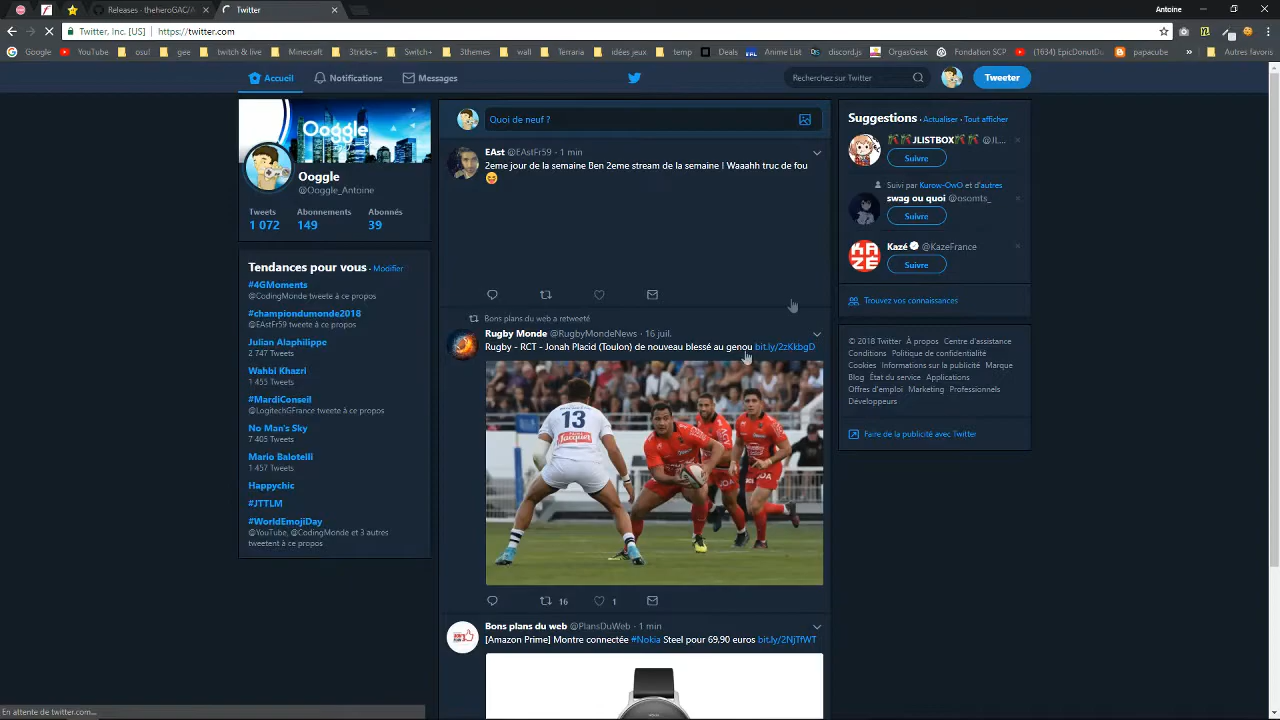 Releases - theheroGAC/A
Twitter
Antoine
Twitter, Inc. [US]
https://twitter.com
Google
YouTube
osu!
gee
twitch & live
Minecraft
3tricks+
Switch+
3themes
wall
Terraria
idées jeux
temp
Deals
Anime List
discord.js
OrgasGeek
Fondation SCP
(1634) EpicDonutDu
papacube
»
Autres favoris
Accueil
Notifications
Messages
Recherchez sur Twitter
Tweeter
Ooggle
Ooggle
@Ooggle_Antoine
Tweets
Abonnements
Abonnés
1 072
149
39
Tendances pour vous · Modifier
#4GMoments
@CodingMonde tweete à ce propos
#championdumonde2018
@EAstFr59 tweete à ce propos
Julian Alaphilippe
2 747 Tweets
Wahbi Khazri
1 455 Tweets
#MardiConseil
@LogitechGFrance tweete à ce propos
No Man's Sky
7 405 Tweets
Mario Balotelli
1 457 Tweets
Happychic
#JTTLM
#WorldEmojiDay
@YouTube, @CodingMonde et 3 autres
tweetent à ce propos
Quoi de neuf ?
EAst @EAstFr59 · 1 min
2eme jour de la semaine Ben 2eme stream de la semaine ! Waaahh truc de fou
Bons plans du web a retweeté
Rugby Monde @RugbyMondeNews · 16 juil.
Rugby - RCT - Jonah Placid (Toulon) de nouveau blessé au genou bit.ly/2zKkbgD
13
Jacquet
16
1
Bons plans du web @PlansDuWeb · 1 min
[Amazon Prime] Montre connectée #Nokia Steel pour 69,90 euros bit.ly/2NjTfWT
Suggestions · Actualiser · Tout afficher
JLISTBOX @JL...
Suivre
Suivi par Kurow-OwO et d'autres
swag ou quoi @osomts_
Suivre
KAZÉ
Kazé @KazeFrance
Suivre
Trouvez vos connaissances
© 2018 Twitter À propos Centre d'assistance
Conditions Politique de confidentialité
Cookies Informations sur la publicité Marque
Blog État du service Applications
Offres d'emploi Marketing Professionnels
Développeurs
Faire de la publicité avec Twitter
En attente de twitter.com...